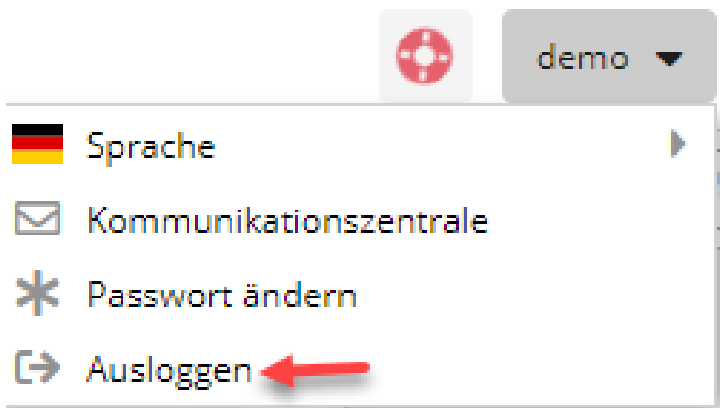 demo
Sprache
Kommunikationszentrale
Passwort ändern
Ausloggen